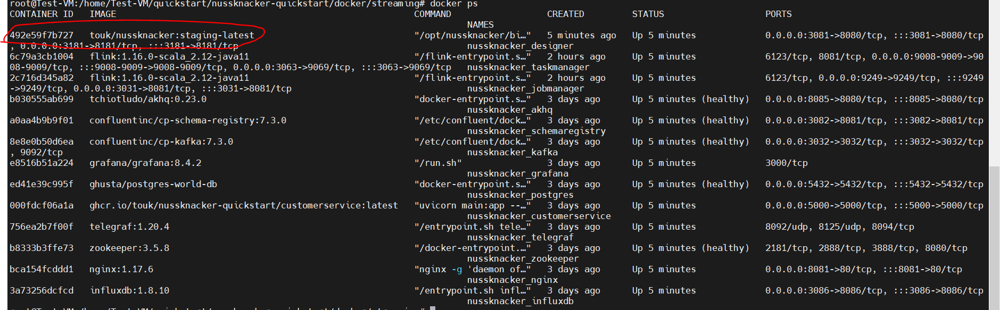 root@Test-VM:/home/Test-VM/quickstart/nussknacker-quickstart/docker/streaming# docker ps
CONTAINER ID   IMAGE   COMMAND   CREATED   STATUS   PORTS
NAMES
492e59f7b727   touk/nussknacker:staging-latest   "/opt/nussknacker/bi…"   5 minutes ago   Up 5 minutes   0.0.0.0:3081->8080/tcp, :::3081->8080/tcp
, 0.0.0.0:3181->8181/tcp, :::3181->8181/tcp   nussknacker_designer
6c79a3cb1004   flink:1.16.0-scala_2.12-java11   "/flink-entrypoint.s…"   2 hours ago   Up 5 minutes   6123/tcp, 8081/tcp, 0.0.0.0:9008-9009->90
08-9009/tcp, :::9008-9009->9008-9009/tcp, 0.0.0.0:3063->9069/tcp, :::3063->9069/tcp   nussknacker_taskmanager
2c716d345a82   flink:1.16.0-scala_2.12-java11   "/flink-entrypoint.s…"   2 hours ago   Up 5 minutes   6123/tcp, 0.0.0.0:9249->9249/tcp, :::9249
->9249/tcp, 0.0.0.0:3031->8081/tcp, :::3031->8081/tcp   nussknacker_jobmanager
b030555ab699   tchiotludo/akhq:0.23.0   "docker-entrypoint.s…"   3 days ago   Up 5 minutes (healthy)   0.0.0.0:8085->8080/tcp, :::8085->8080/tcp
nussknacker_akhq
a0aa4b9b9f01   confluentinc/cp-schema-registry:7.3.0   "/etc/confluent/dock…"   3 days ago   Up 5 minutes (healthy)   0.0.0.0:3082->8081/tcp, :::3082->8081/tcp
nussknacker_schemaregistry
8e8e0b50d6ea   confluentinc/cp-kafka:7.3.0   "/etc/confluent/dock…"   3 days ago   Up 5 minutes (healthy)   0.0.0.0:3032->3032/tcp, :::3032->3032/tcp
, 9092/tcp   nussknacker_kafka
e8516b51a224   grafana/grafana:8.4.2   "/run.sh"   3 days ago   Up 5 minutes   3000/tcp
nussknacker_grafana
ed41e39c995f   ghusta/postgres-world-db   "docker-entrypoint.s…"   3 days ago   Up 5 minutes (healthy)   0.0.0.0:5432->5432/tcp, :::5432->5432/tcp
nussknacker_postgres
000fdcf06a1a   ghcr.io/touk/nussknacker-quickstart/customerservice:latest   "uvicorn main:app --…"   3 days ago   Up 5 minutes   0.0.0.0:5000->5000/tcp, :::5000->5000/tcp
nussknacker_customerservice
756ea2b7f00f   telegraf:1.20.4   "/entrypoint.sh tele…"   3 days ago   Up 5 minutes   8092/udp, 8125/udp, 8094/tcp
nussknacker_telegraf
b8333b3ffe73   zookeeper:3.5.8   "/docker-entrypoint.…"   3 days ago   Up 5 minutes (healthy)   2181/tcp, 2888/tcp, 3888/tcp, 8080/tcp
nussknacker_zookeeper
bca154fcddd1   nginx:1.17.6   "nginx -g 'daemon of…"   3 days ago   Up 5 minutes   0.0.0.0:8081->80/tcp, :::8081->80/tcp
nussknacker_nginx
3a73256dcfcd   influxdb:1.8.10   "/entrypoint.sh infl…"   3 days ago   Up 5 minutes   0.0.0.0:3086->8086/tcp, :::3086->8086/tcp
nussknacker_influxdb